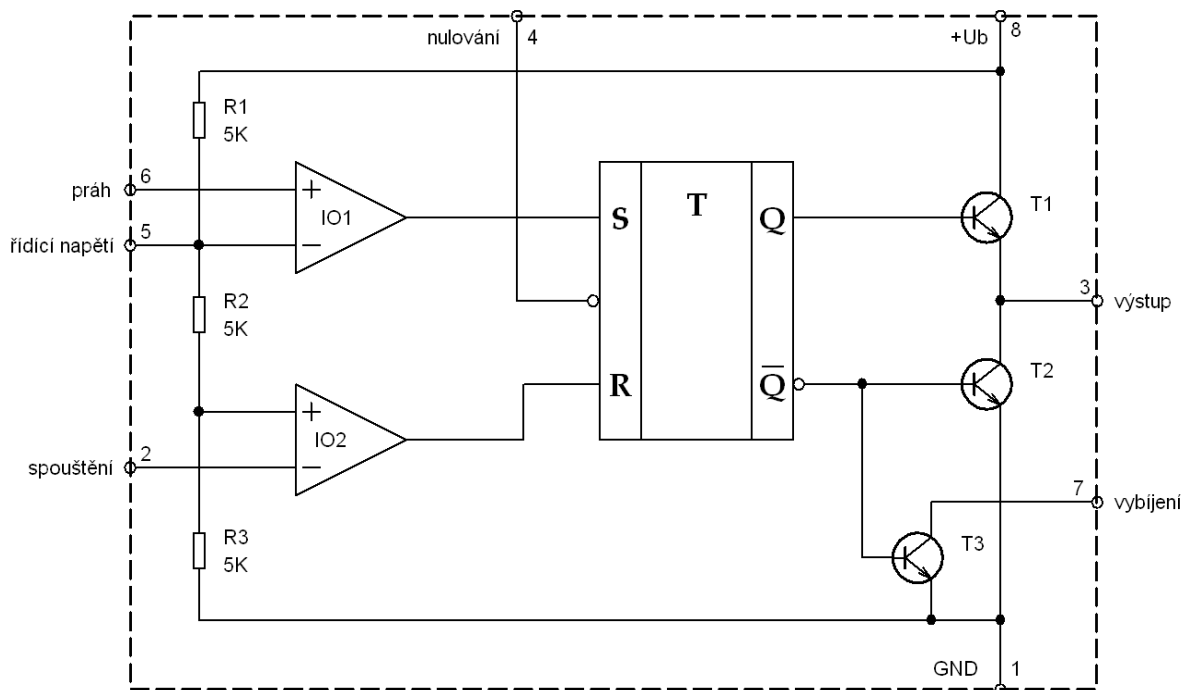 nulování 4
+Ub 8
R1
5K
práh 6
IO1
+
−
řídící napětí 5
S
T
Q
T1
R2
5K
3 výstup
R
Q̅
T2
+
IO2
−
spouštění 2
7 vybíjení
R3
5K
T3
GND 1